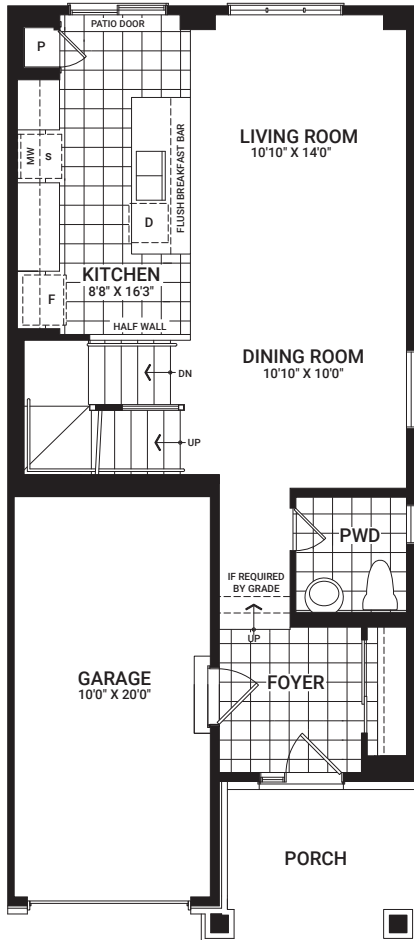 PATIO DOOR
P
LIVING ROOM
10'10" X 14'0"
MW
S
FLUSH BREAKFAST BAR
D
KITCHEN
8'8" X 16'3"
F
HALF WALL
DINING ROOM
10'10" X 10'0"
DN
UP
PWD
IF REQUIRED
BY GRADE
UP
GARAGE
10'0" X 20'0"
FOYER
PORCH